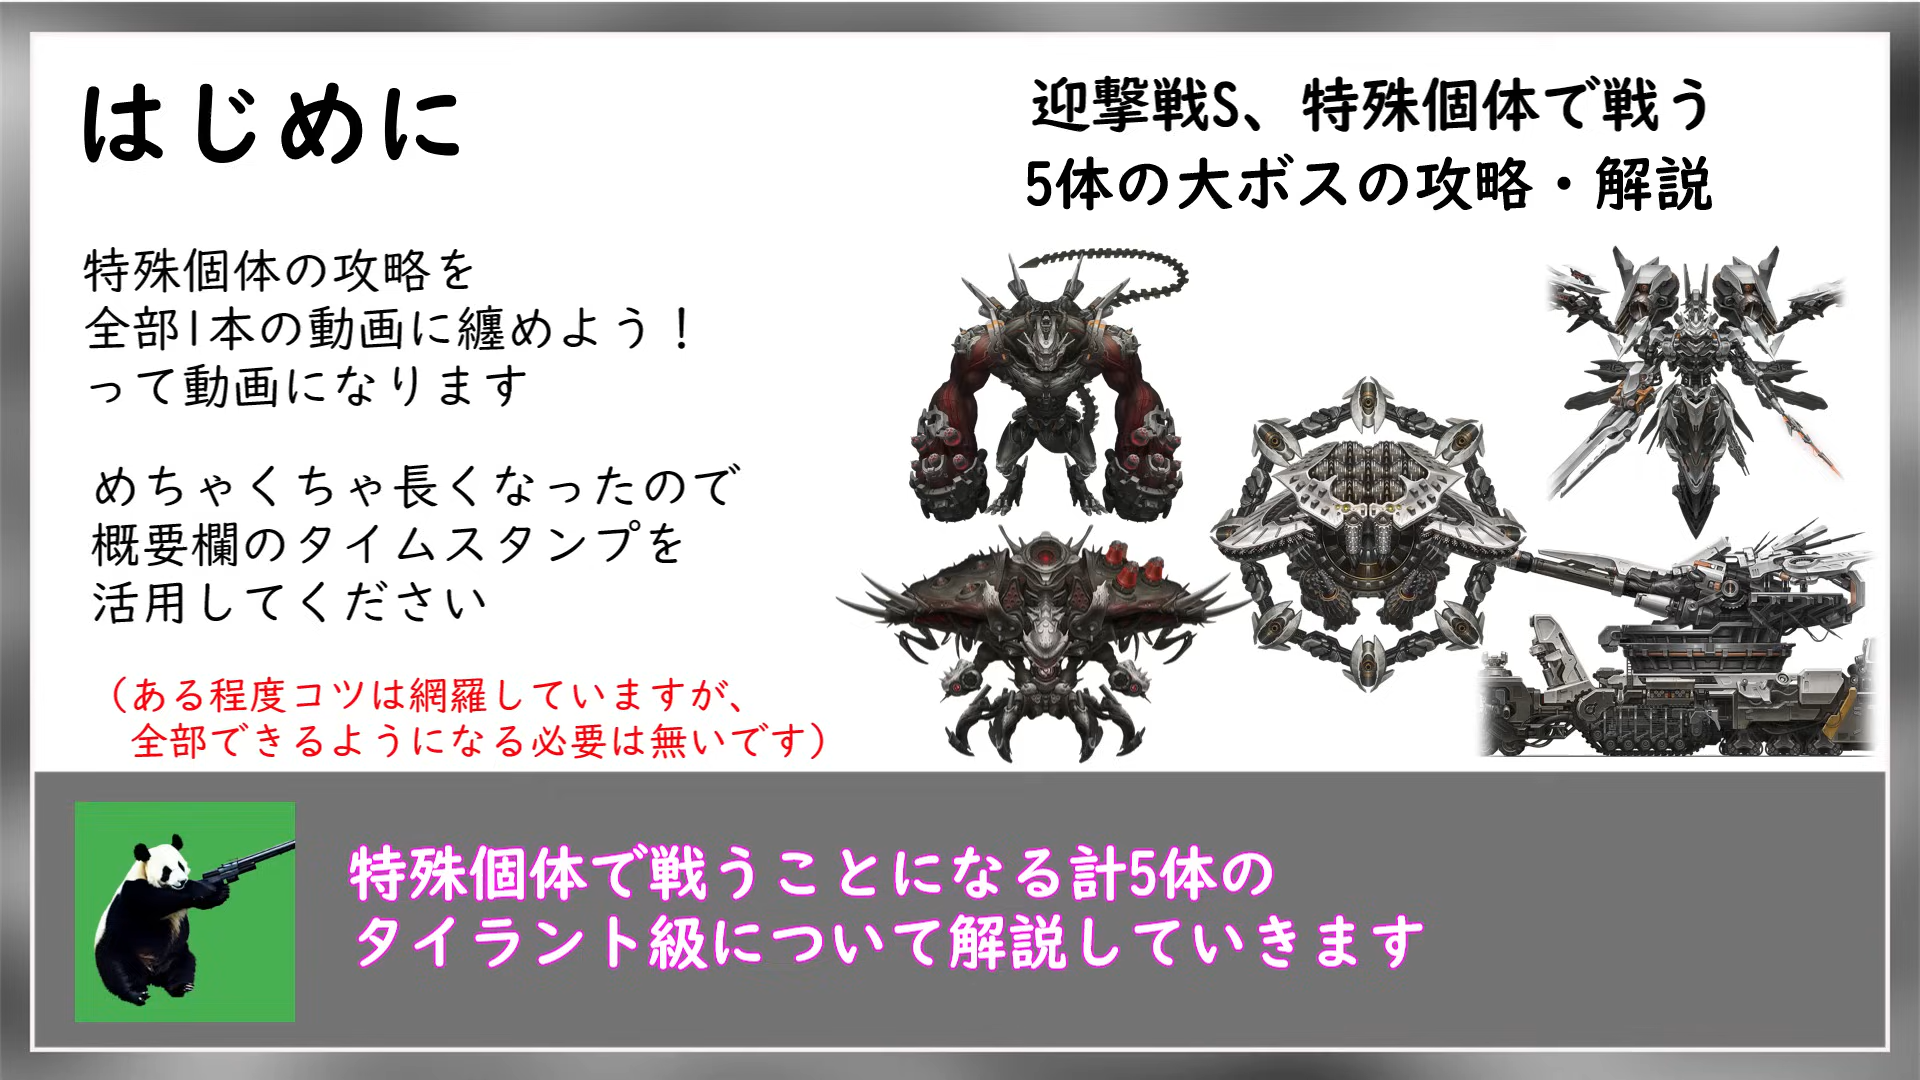 はじめに
特殊個体の攻略を
全部1本の動画に纏めよう！
って動画になります
めちゃくちゃ長くなったので
概要欄のタイムスタンプを
活用してください
（ある程度コツは網羅していますが、
全部できるようになる必要は無いです）
迎撃戦S、特殊個体で戦う
5体の大ボスの攻略・解説
特殊個体で戦うことになる計5体の
タイラント級について解説していきます